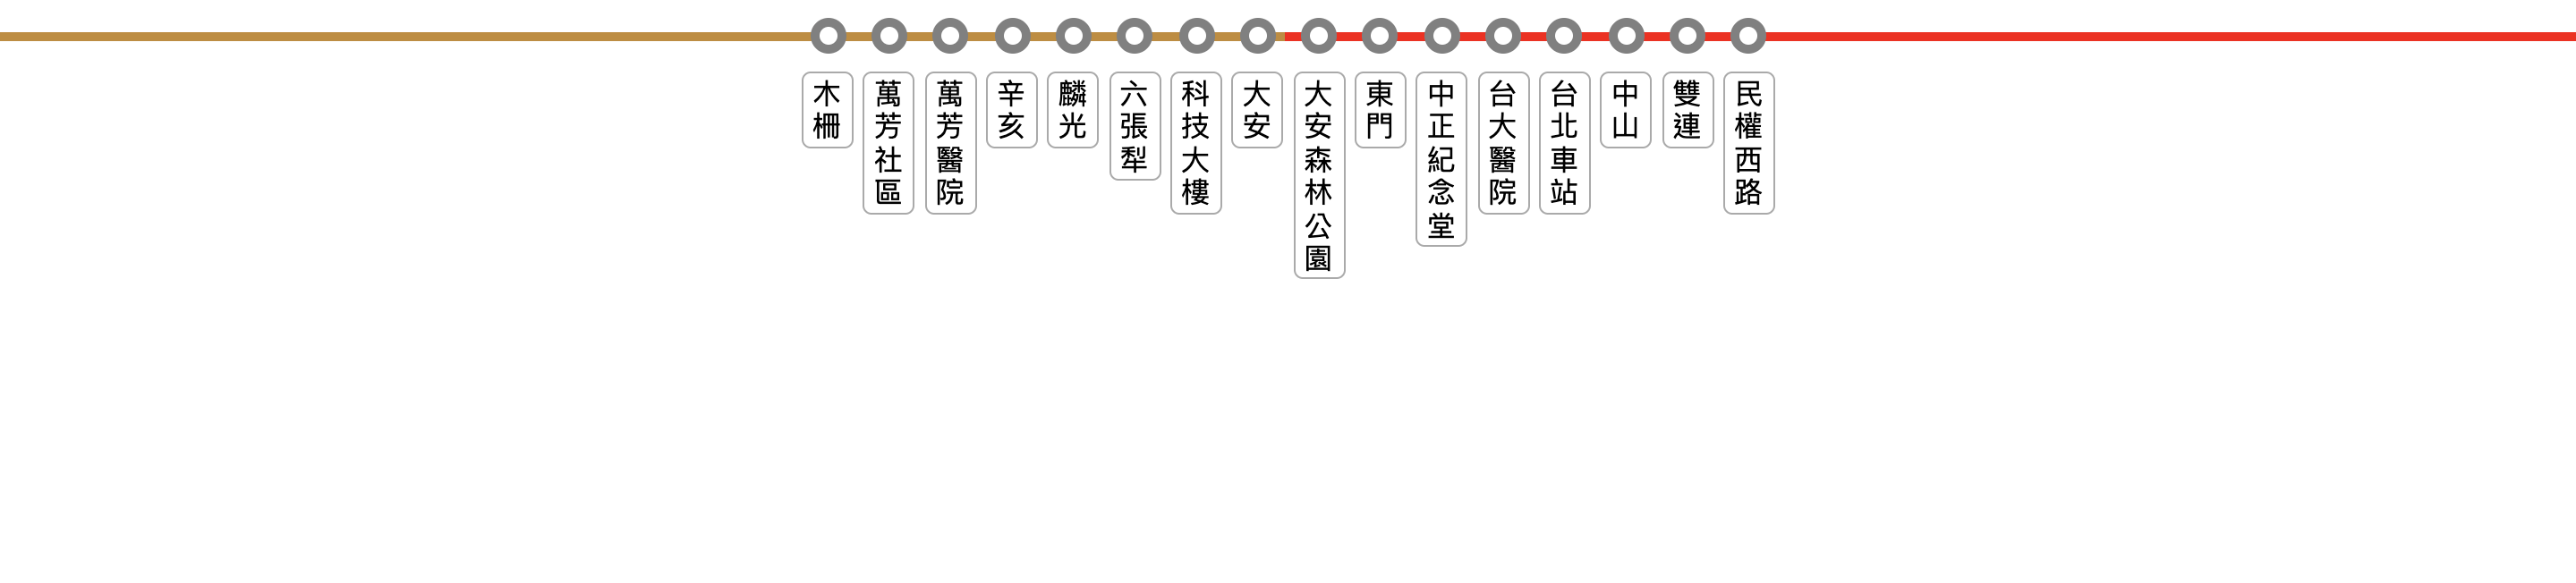 木柵
萬芳社區
萬芳醫院
辛亥
麟光
六張犁
科技大樓
大安
大安森林公園
東門
中正紀念堂
台大醫院
台北車站
中山
雙連
民權西路